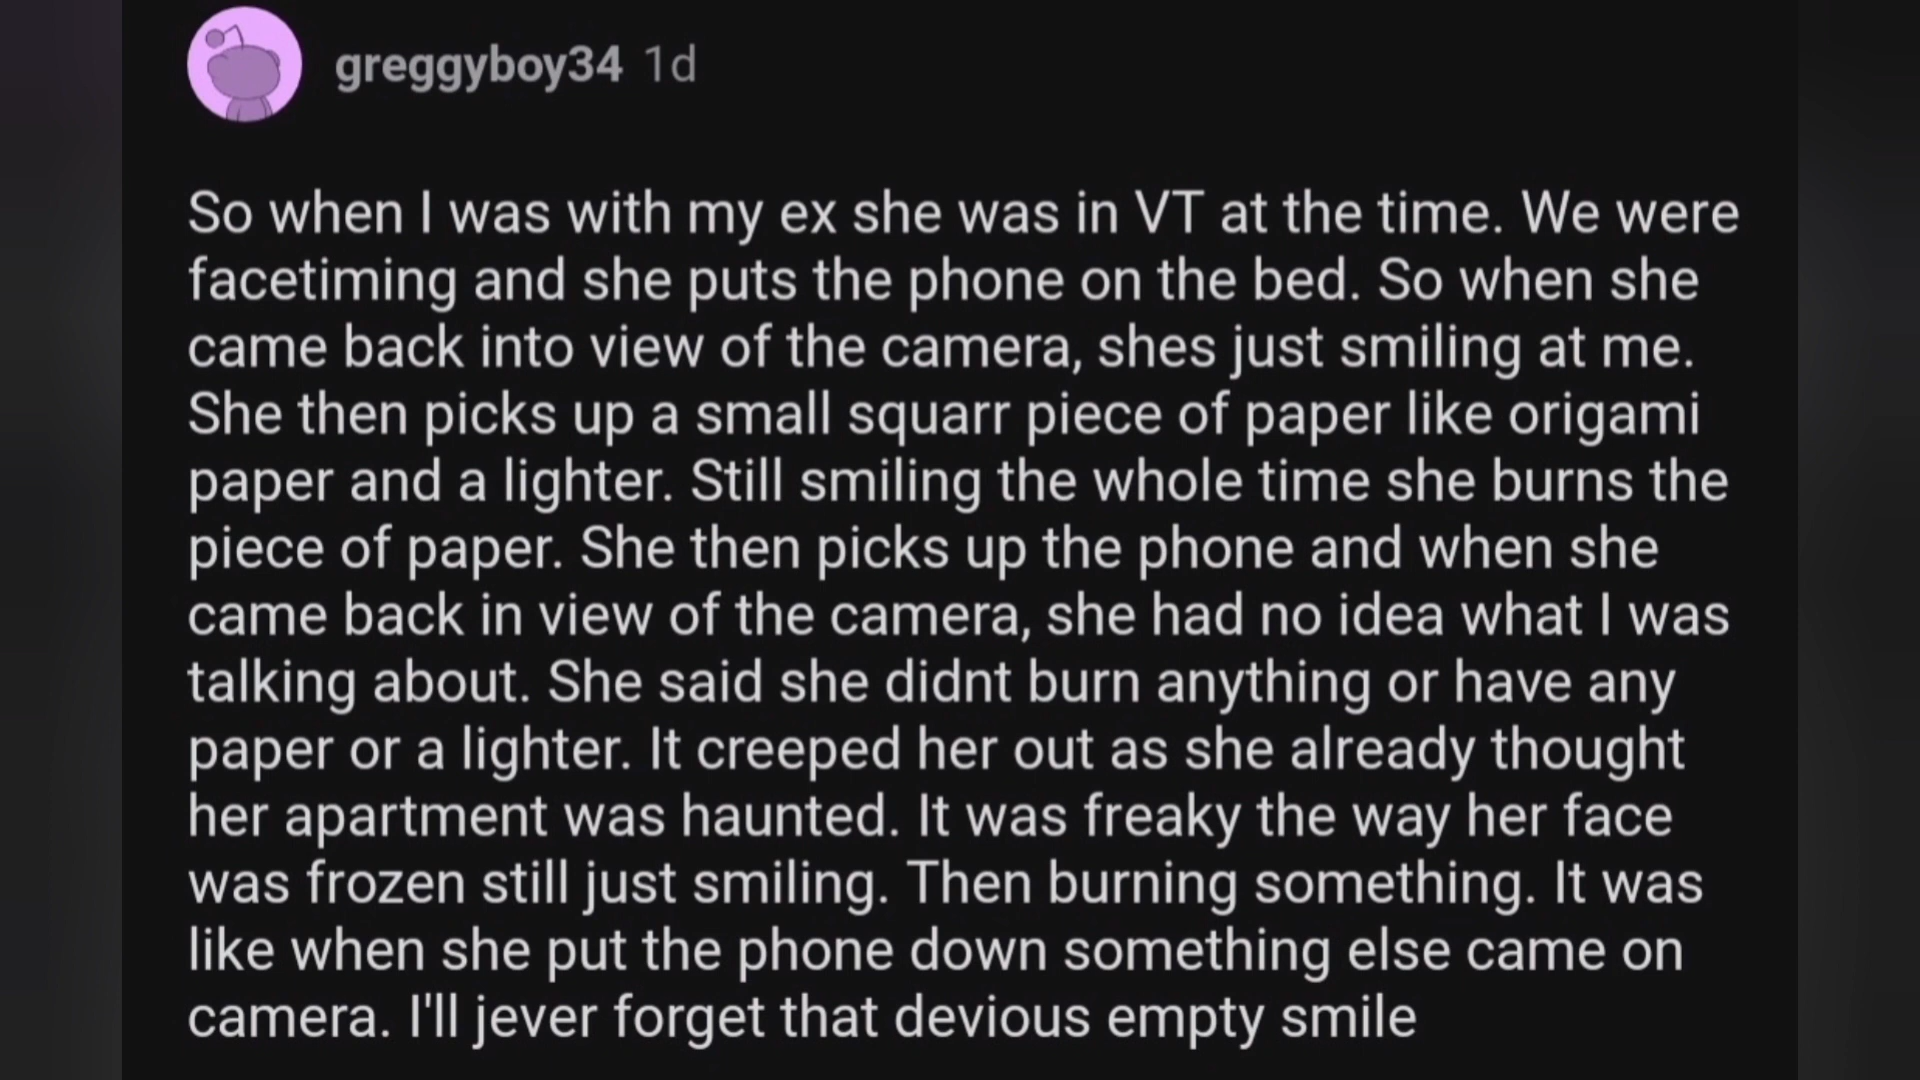 greggyboy34 1d
So when I was with my ex she was in VT at the time. We were
facetiming and she puts the phone on the bed. So when she
came back into view of the camera, shes just smiling at me.
She then picks up a small squarr piece of paper like origami
paper and a lighter. Still smiling the whole time she burns the
piece of paper. She then picks up the phone and when she
came back in view of the camera, she had no idea what I was
talking about. She said she didnt burn anything or have any
paper or a lighter. It creeped her out as she already thought
her apartment was haunted. It was freaky the way her face
was frozen still just smiling. Then burning something. It was
like when she put the phone down something else came on
camera. I'll jever forget that devious empty smile